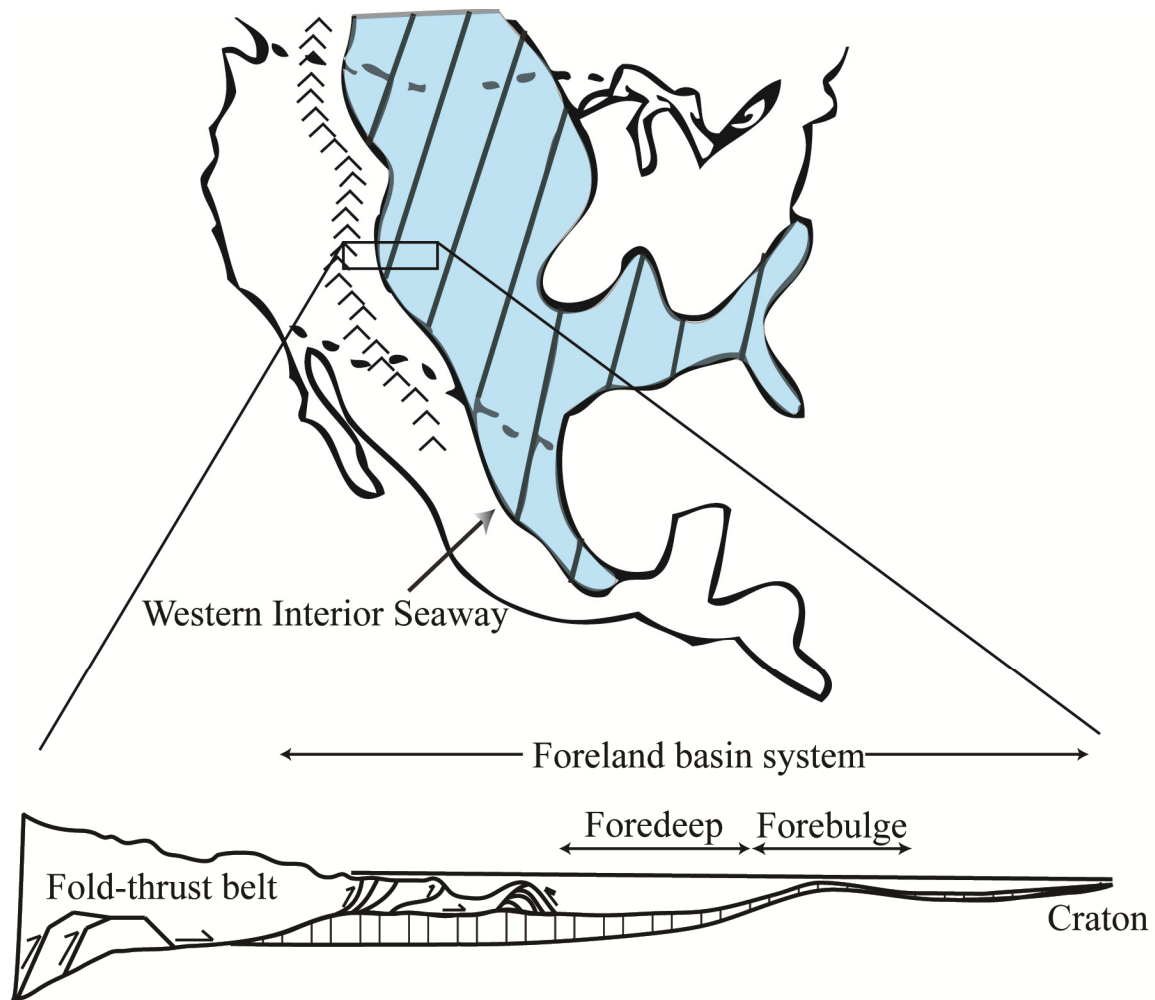 Western Interior Seaway
Foreland basin system
Foredeep
Forebulge
Fold-thrust belt
Craton